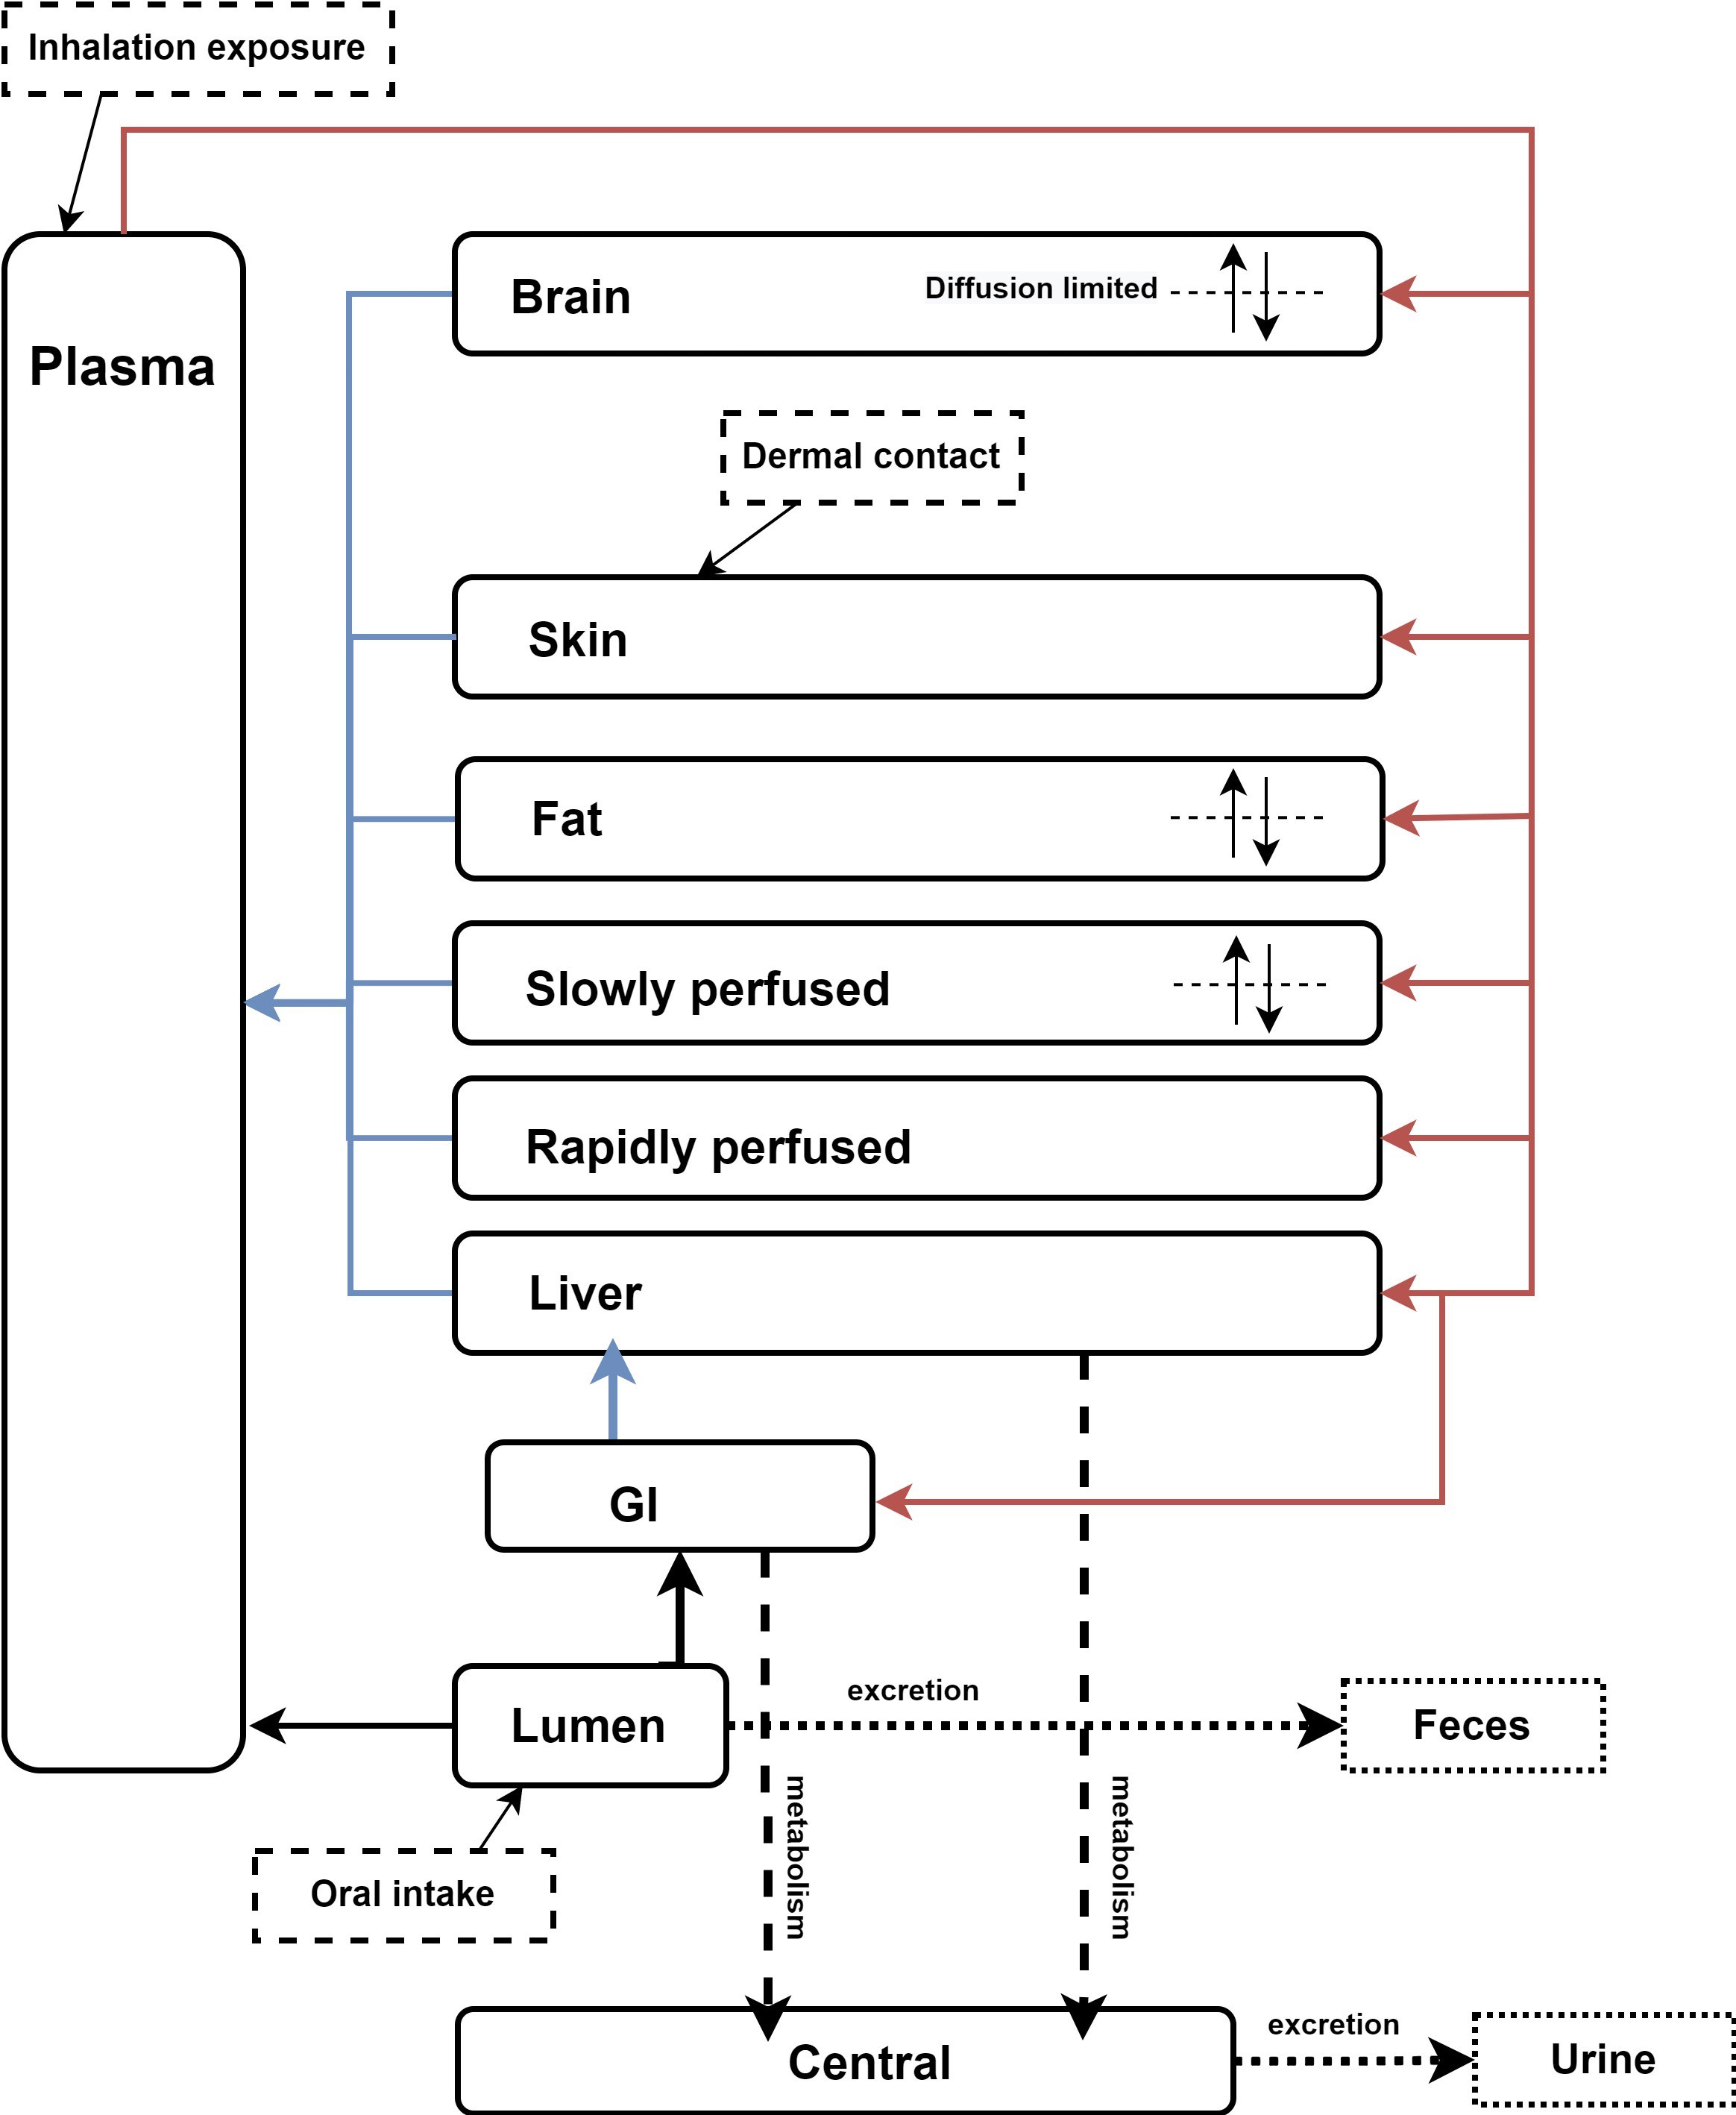 Inhalation exposure
Plasma
Brain
Diffusion limited
Dermal contact
Skin
Fat
Slowly perfused
Rapidly perfused
Liver
GI
Lumen
excretion
Feces
metabolism
metabolism
Oral intake
Central
excretion
Urine